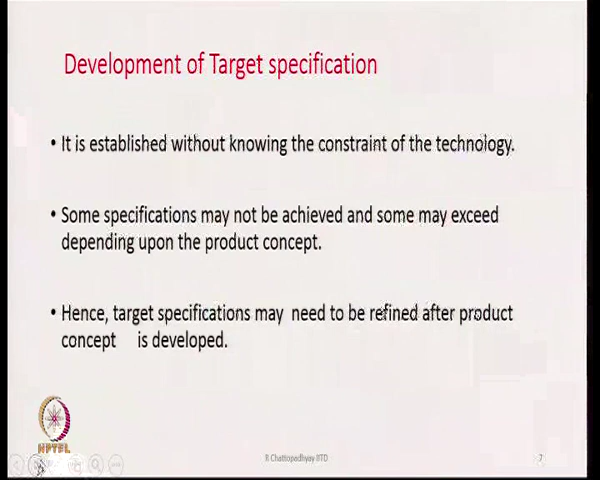 Development of Target specification
• It is established without knowing the constraint of the technology.
• Some specifications may not be achieved and some may exceed
depending upon the product concept.
• Hence, target specifications may need to be refined after product
concept is developed.
NPTEL
R Chattopadhyay IITD
7